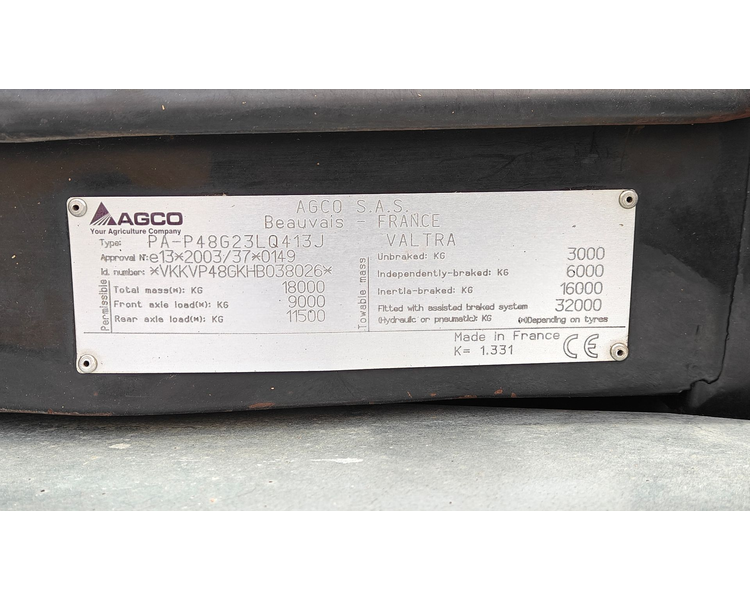 AGCO
Your Agriculture Company
AGCO S.A.S.
Beauvais - FRANCE
Type: PA-P48G23LQ413J VALTRA
Approval N°: e13*2003/37*0149
Id. number: *VKKVP48GKHB038026*
Permissible
Total mass(*): KG 18000
Front axle load(*): KG 9000
Rear axle load(*): KG 11500
Towable mass
Unbraked: KG 3000
Independently-braked: KG 6000
Inertia-braked: KG 16000
Fitted with assisted braked system 32000
(Hydraulic or pneumatic): KG (*)Depending on tyres
Made in France
K= 1.331
CE